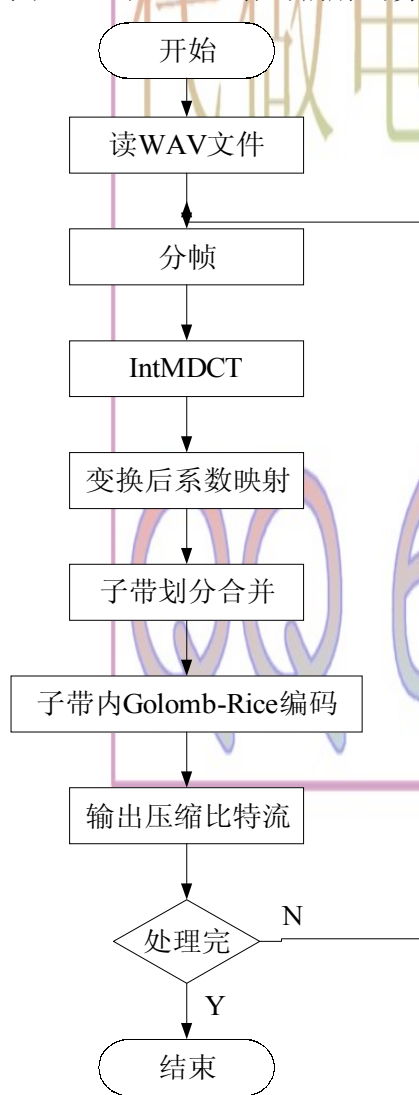 开始
读WAV文件
分帧
IntMDCT
变换后系数映射
子带划分合并
子带内Golomb-Rice编码
输出压缩比特流
处理完
N
Y
结束
QQ 6